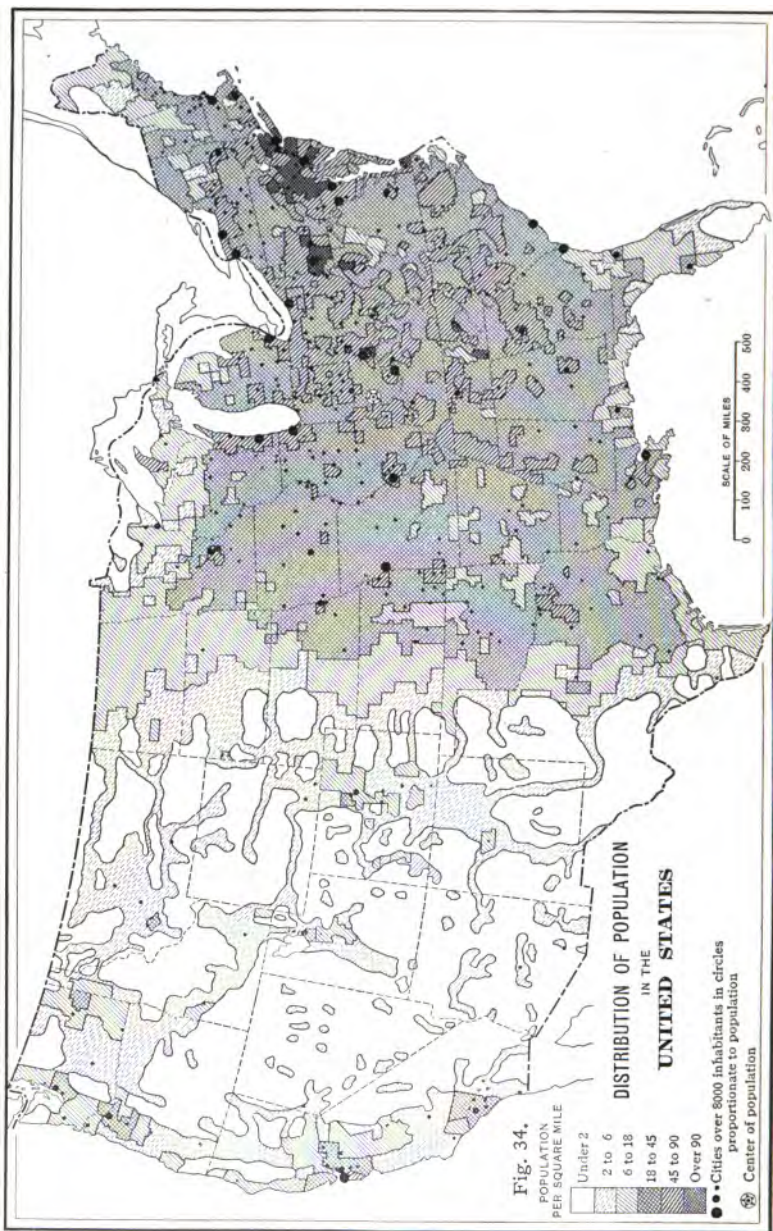 Fig. 34.
POPULATION
PER SQUARE MILE
Under 2
2 to 6
6 to 18
18 to 45
45 to 90
Over 90
Cities over 8000 inhabitants in circles
proportionate to population
Center of population
DISTRIBUTION OF POPULATION
IN THE
UNITED STATES
SCALE OF MILES
0 100 200 300 400 500